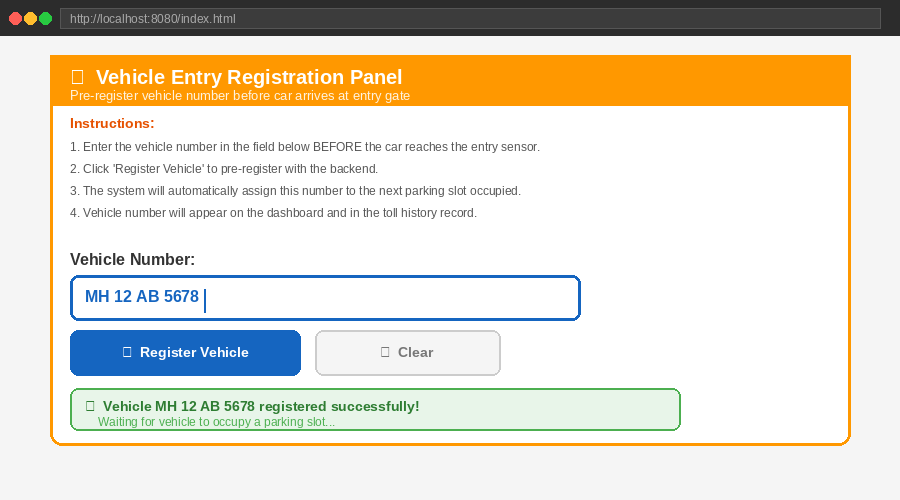 http://localhost:8080/index.html
Vehicle Entry Registration Panel
Pre-register vehicle number before car arrives at entry gate
Instructions:
1. Enter the vehicle number in the field below BEFORE the car reaches the entry sensor.
2. Click 'Register Vehicle' to pre-register with the backend.
3. The system will automatically assign this number to the next parking slot occupied.
4. Vehicle number will appear on the dashboard and in the toll history record.
Vehicle Number:
MH 12 AB 5678
Register Vehicle
Clear
Vehicle MH 12 AB 5678 registered successfully!
Waiting for vehicle to occupy a parking slot...